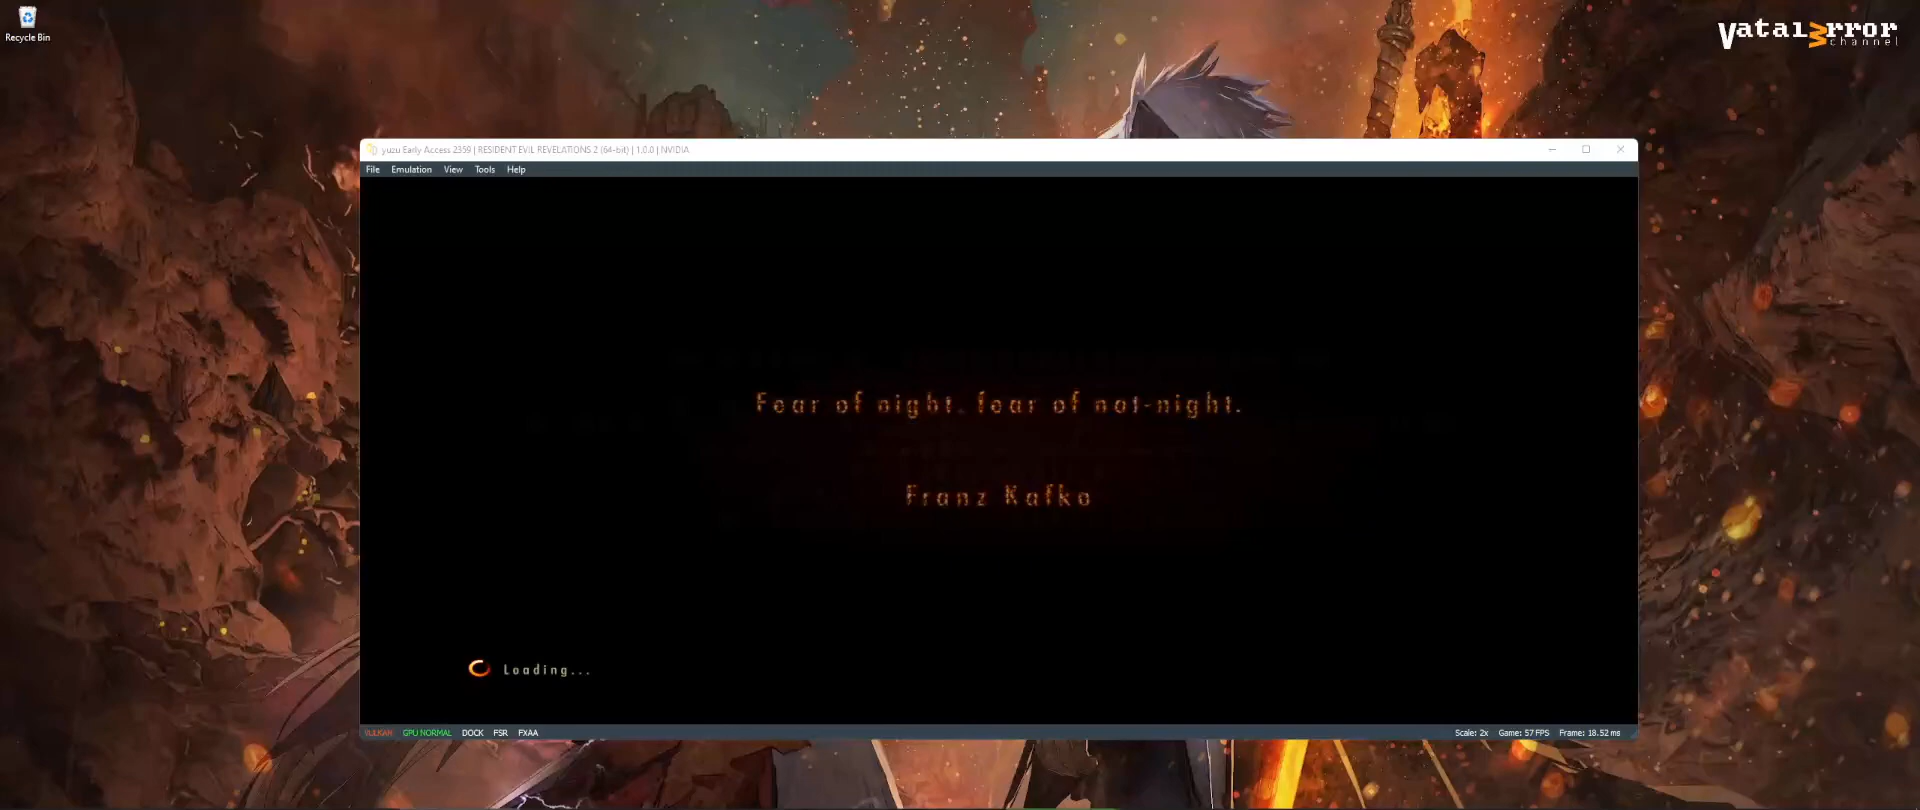 Recycle Bin
VatalError
channel
yuzu Early Access 2359 | RESIDENT EVIL REVELATIONS 2 (64-bit) | 1.0.0 | NVIDIA
File Emulation View Tools Help
Fear of night. fear of not-night.
Franz Kafka
Loading...
VULKAN GPU NORMAL DOCK FSR FXAA Scale: 2x Game: 57 FPS Frame: 18.52 ms